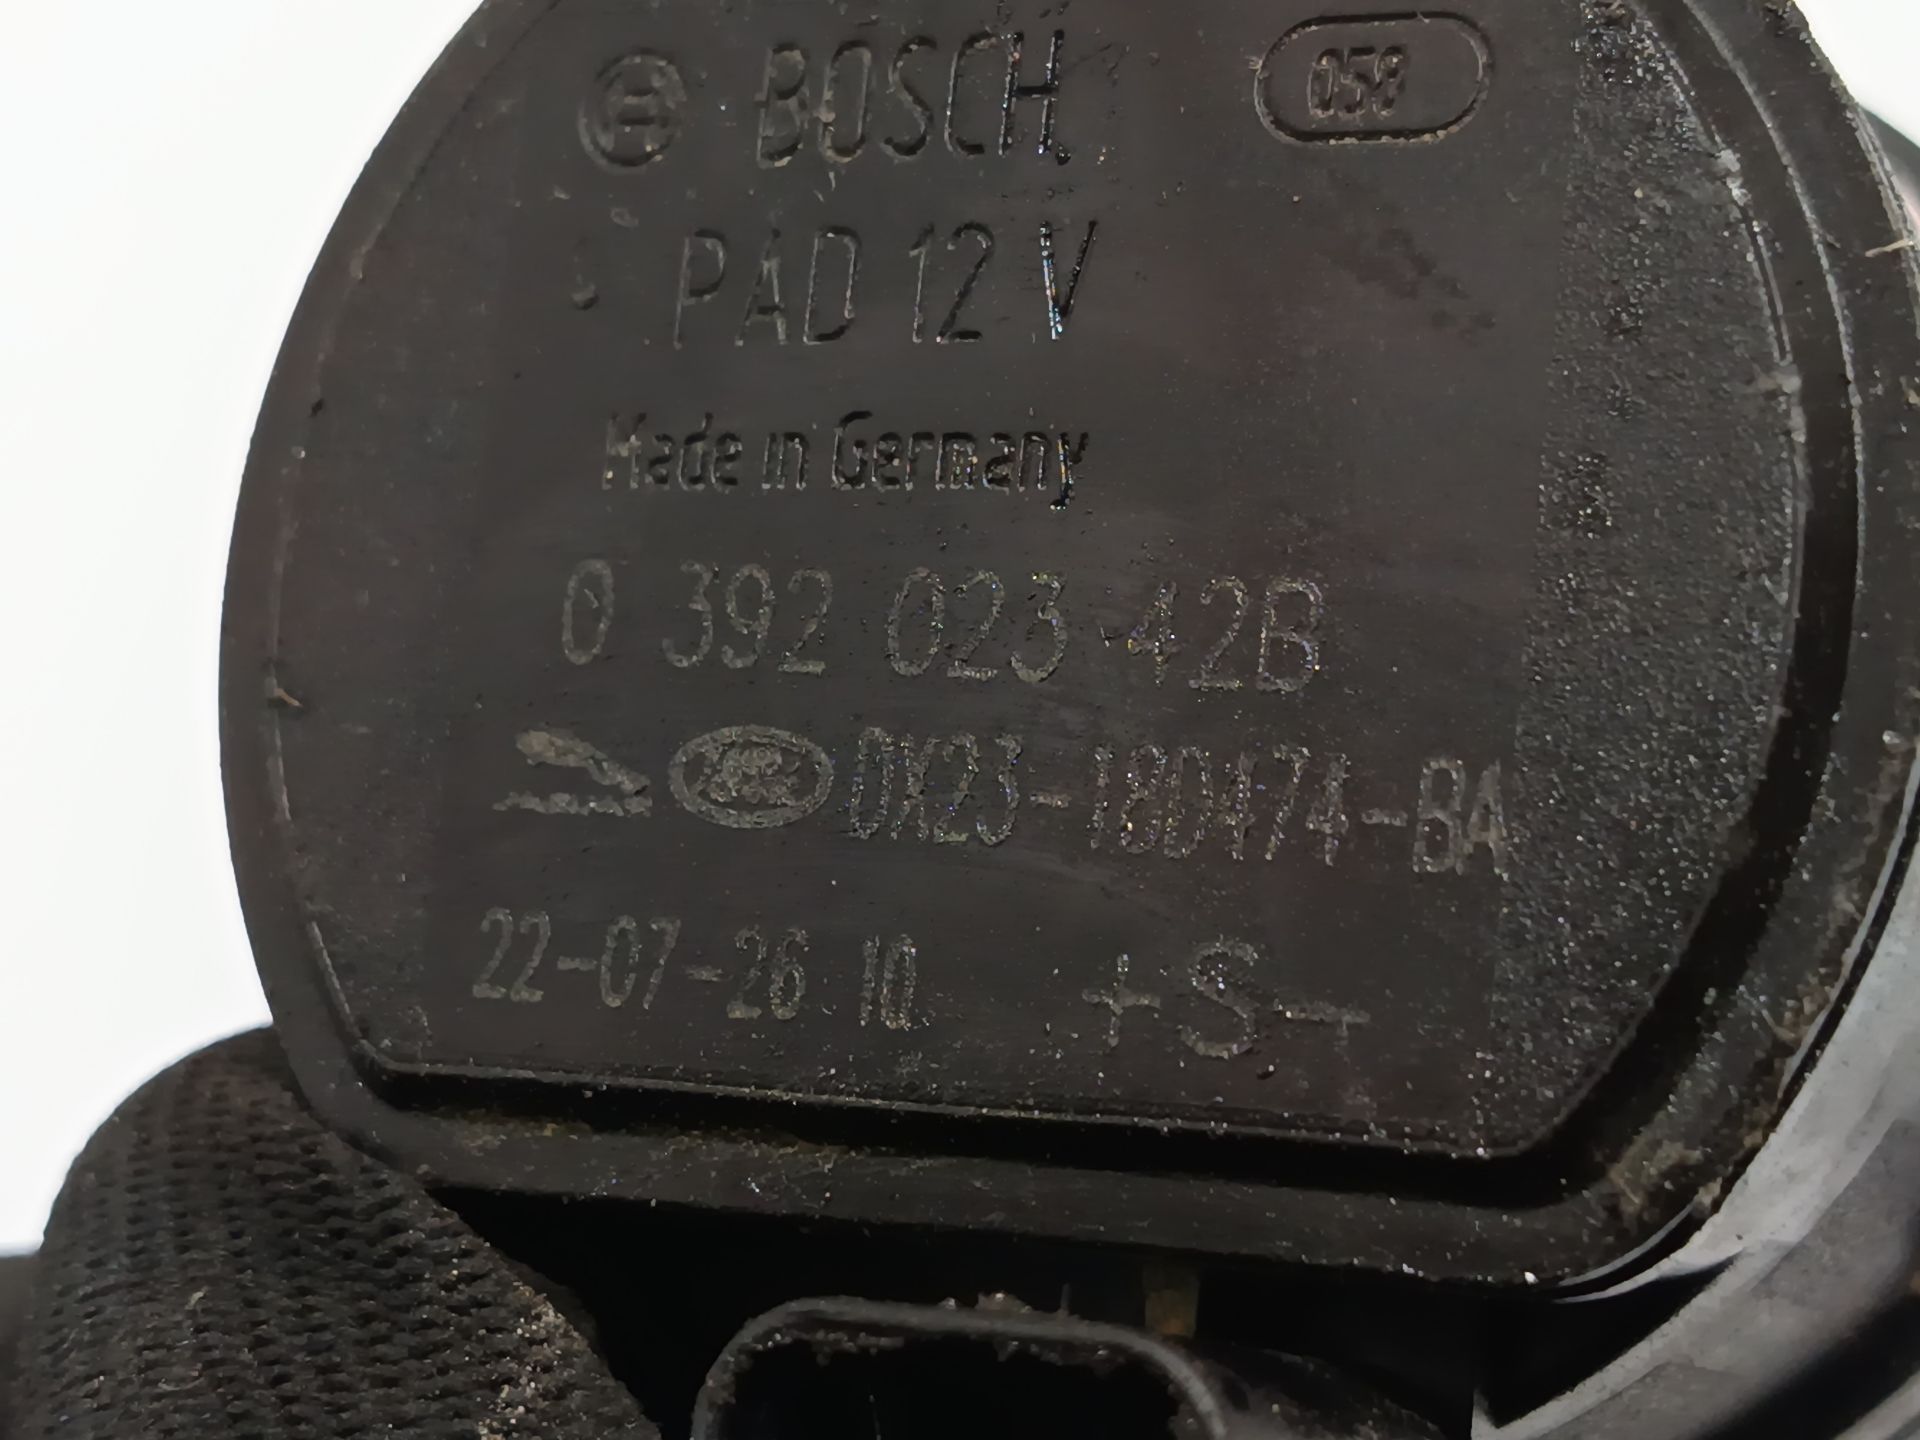 BOSCH
058
PAD 12 V
Made in Germany
0 392 023 42B
DX23-18D474-BA
22-07-26 10
+S-